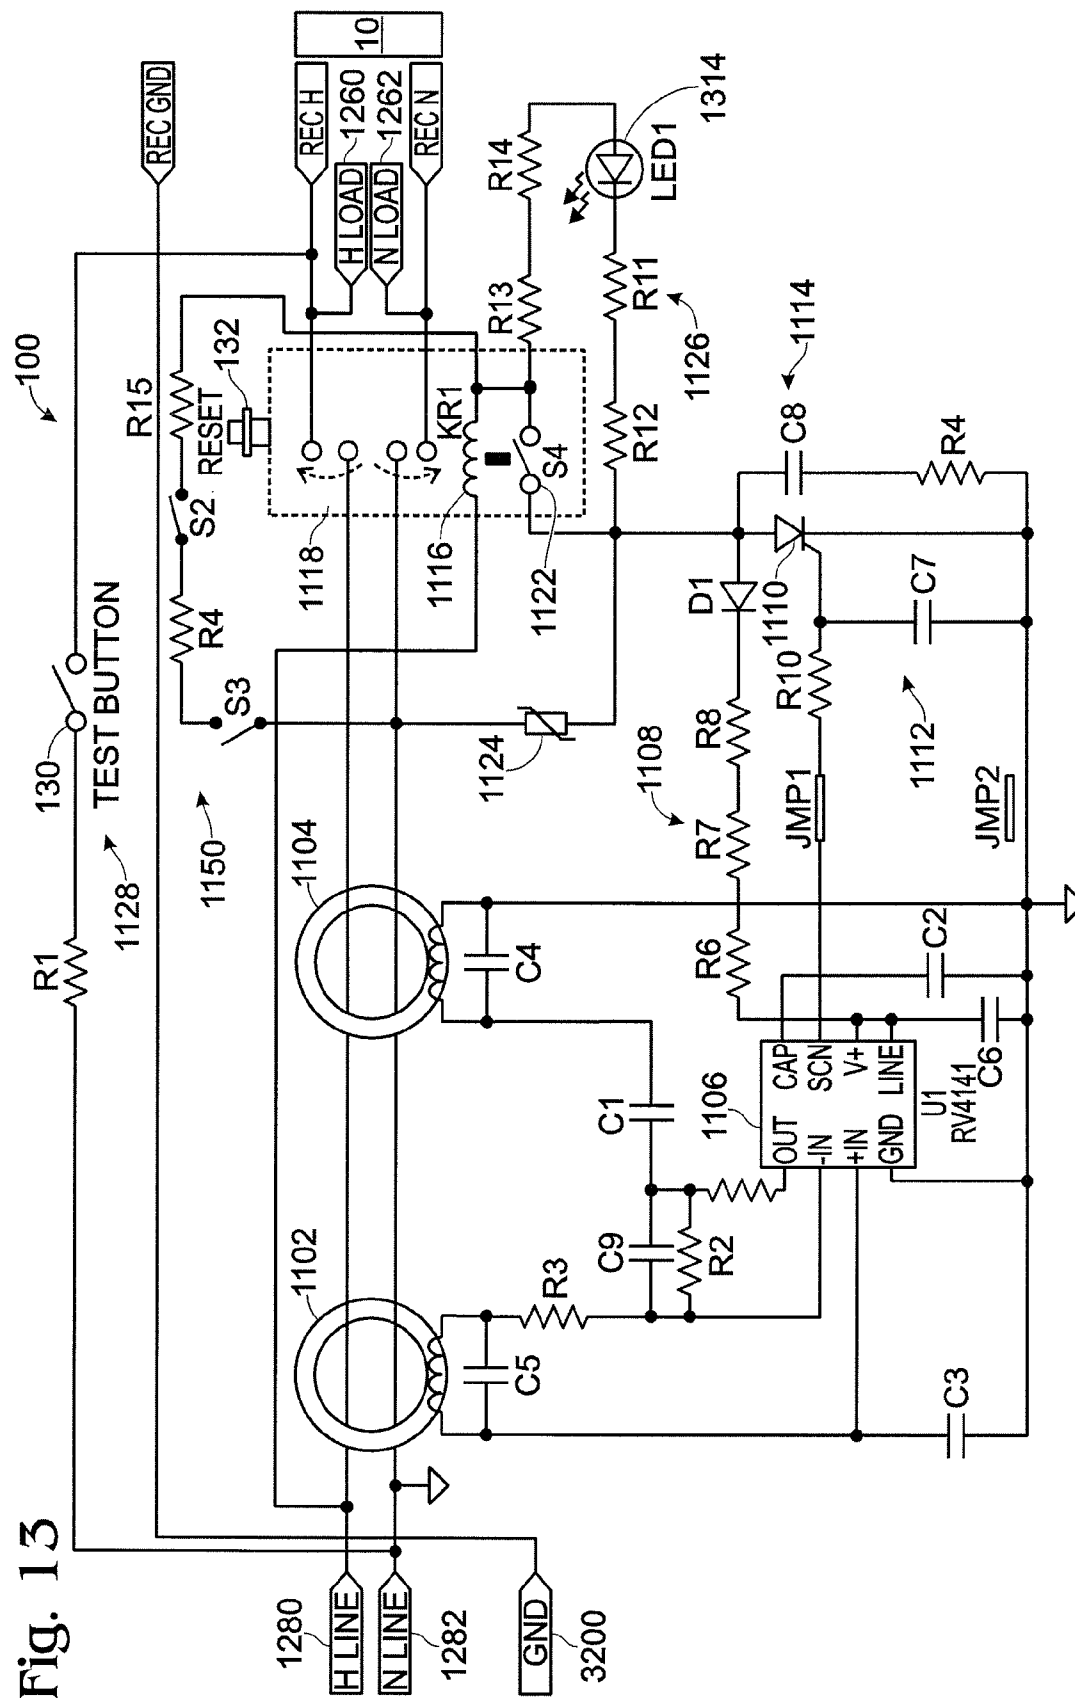 Fig. 13
100
1128
R1
130
TEST BUTTON
REC GND
1150
S3
R4
S2
R15
RESET
132
10
REC H
H LOAD
1260
N LOAD
1262
REC N
1280
H LINE
N LINE
1282
GND
3200
1102
1104
1118
1116
KR1
1122
S4
R13
R14
LED1
1314
R11
1126
R12
1124
C5
R3
C9
R2
C1
C4
1108
R6
R7
R8
D1
1110
C8
1114
R4
R10
C7
1112
JMP1
JMP2
1106
OUT
-IN
+IN
GND
CAP
SCN
V+
LINE
U1
RV4141
C2
C6
C3